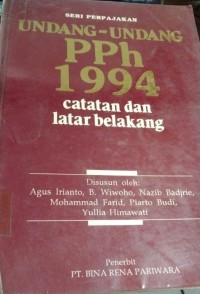 SERI PERPAJAKAN
UNDANG-UNDANG
PPh
1994
catatan dan
latar belakang
Disusun oleh:
Agus Irianto, B. Wiwoho, Nazib Badjrie,
Mohammad Farid, Piarto Budi,
Yullia Himawati
Penerbit
PT. BINA RENA PARIWARA